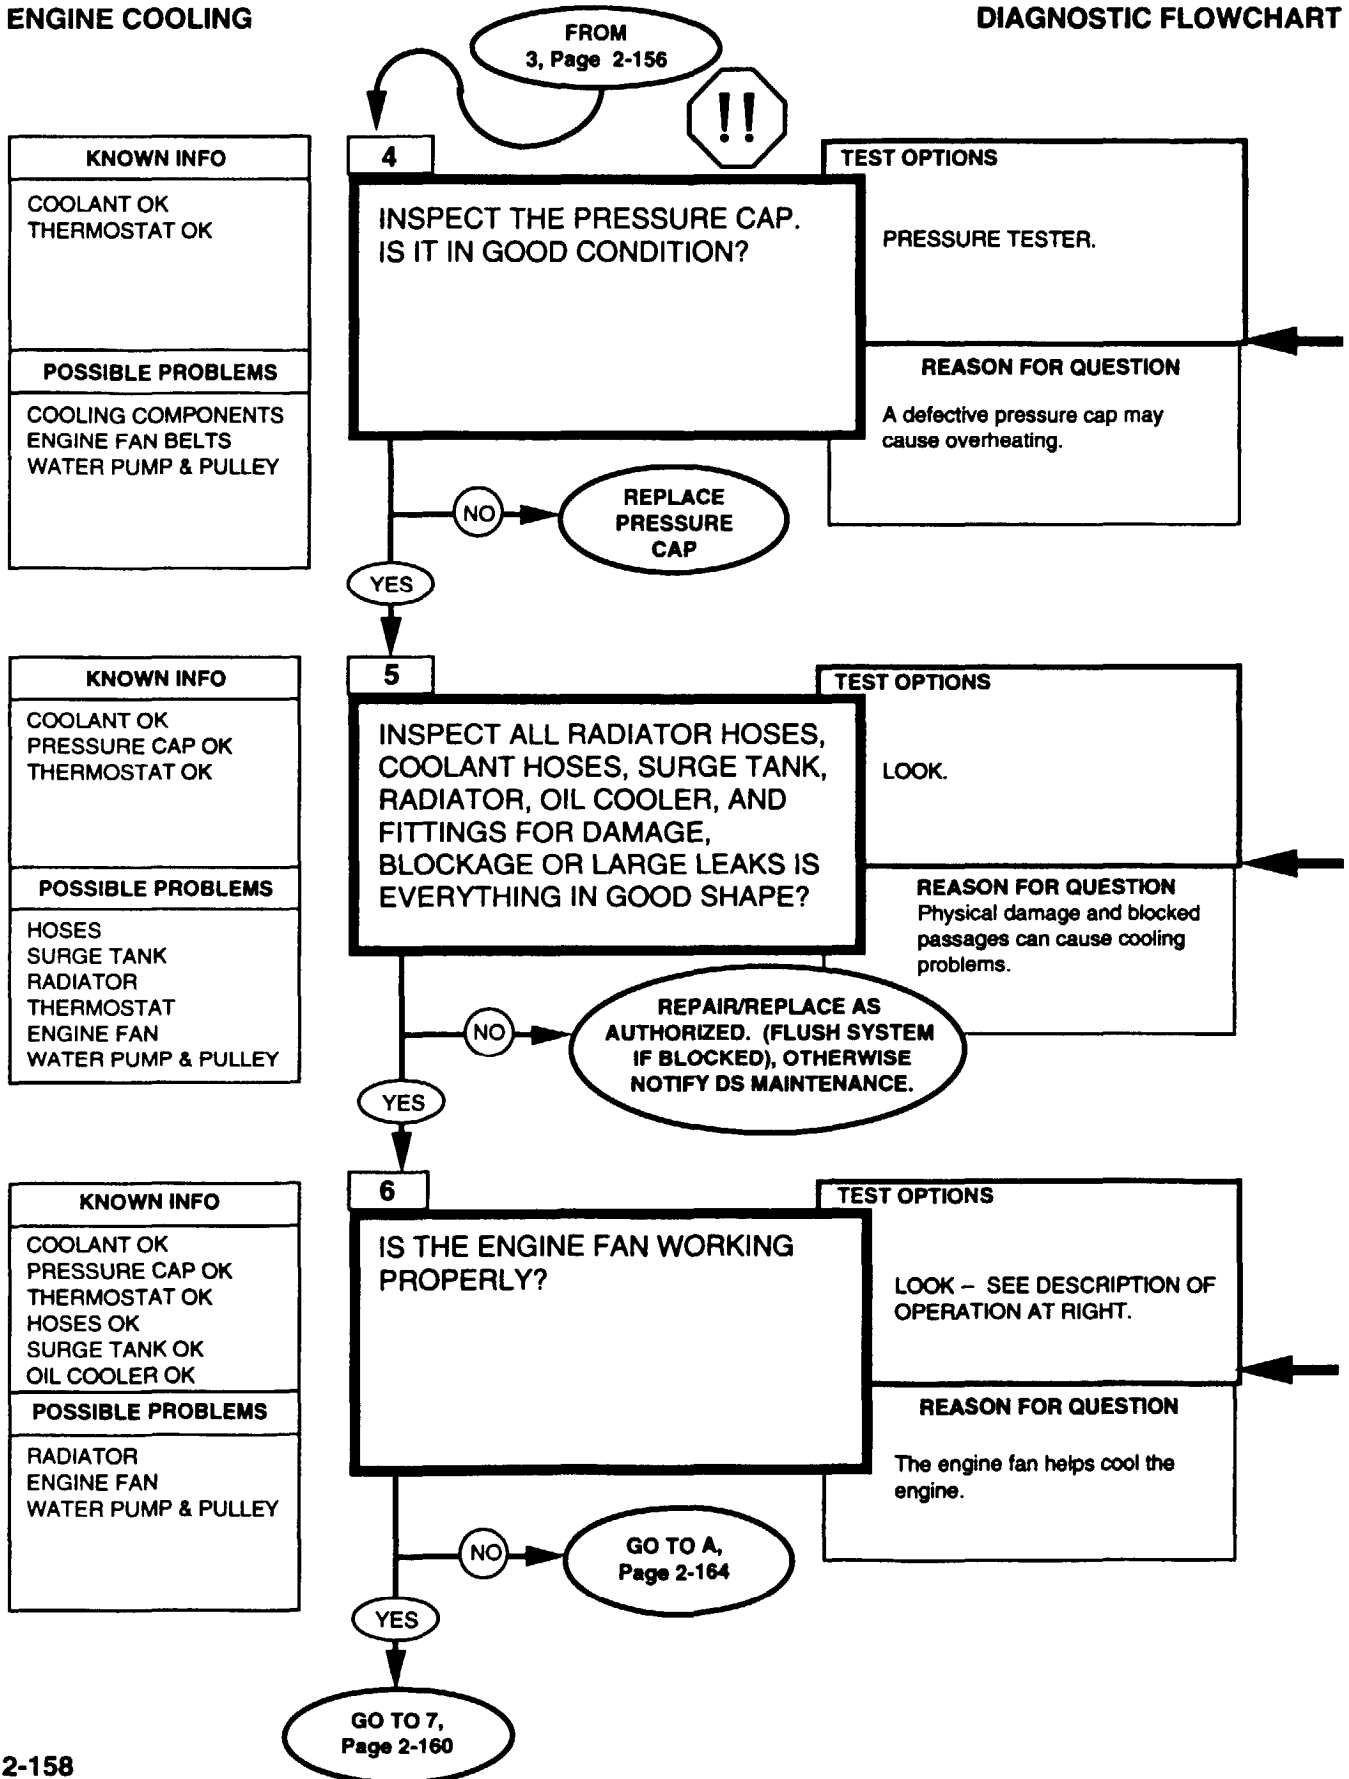 ENGINE COOLING
DIAGNOSTIC FLOWCHART
FROM
3, Page 2-156
!!
KNOWN INFO
COOLANT OK
THERMOSTAT OK
POSSIBLE PROBLEMS
COOLING COMPONENTS
ENGINE FAN BELTS
WATER PUMP & PULLEY
4
INSPECT THE PRESSURE CAP.
IS IT IN GOOD CONDITION?
TEST OPTIONS
PRESSURE TESTER.
REASON FOR QUESTION
A defective pressure cap may
cause overheating.
NO
REPLACE
PRESSURE
CAP
YES
KNOWN INFO
COOLANT OK
PRESSURE CAP OK
THERMOSTAT OK
POSSIBLE PROBLEMS
HOSES
SURGE TANK
RADIATOR
THERMOSTAT
ENGINE FAN
WATER PUMP & PULLEY
5
INSPECT ALL RADIATOR HOSES,
COOLANT HOSES, SURGE TANK,
RADIATOR, OIL COOLER, AND
FITTINGS FOR DAMAGE,
BLOCKAGE OR LARGE LEAKS IS
EVERYTHING IN GOOD SHAPE?
TEST OPTIONS
LOOK.
REASON FOR QUESTION
Physical damage and blocked
passages can cause cooling
problems.
NO
REPAIR/REPLACE AS
AUTHORIZED. (FLUSH SYSTEM
IF BLOCKED), OTHERWISE
NOTIFY DS MAINTENANCE.
YES
KNOWN INFO
COOLANT OK
PRESSURE CAP OK
THERMOSTAT OK
HOSES OK
SURGE TANK OK
OIL COOLER OK
POSSIBLE PROBLEMS
RADIATOR
ENGINE FAN
WATER PUMP & PULLEY
6
IS THE ENGINE FAN WORKING
PROPERLY?
TEST OPTIONS
LOOK – SEE DESCRIPTION OF
OPERATION AT RIGHT.
REASON FOR QUESTION
The engine fan helps cool the
engine.
NO
GO TO A,
Page 2-164
YES
GO TO 7,
Page 2-160
2-158